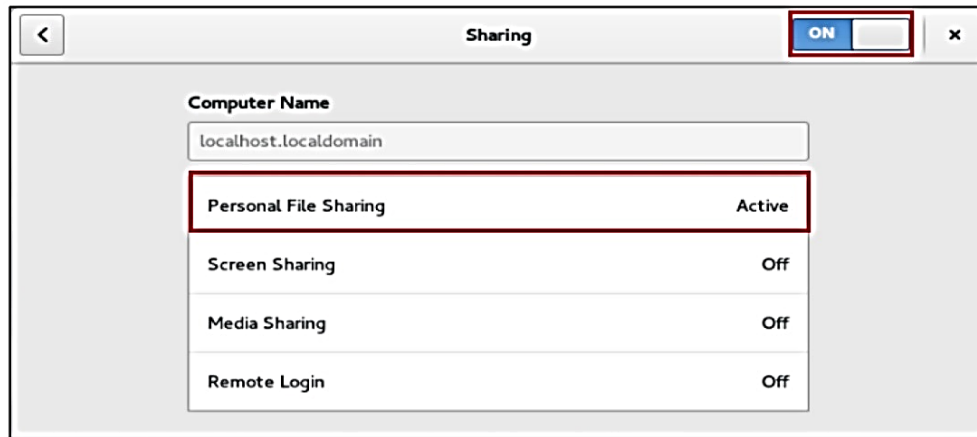 Sharing ON
Computer Name
localhost.localdomain
Personal File Sharing Active
Screen Sharing Off
Media Sharing Off
Remote Login Off